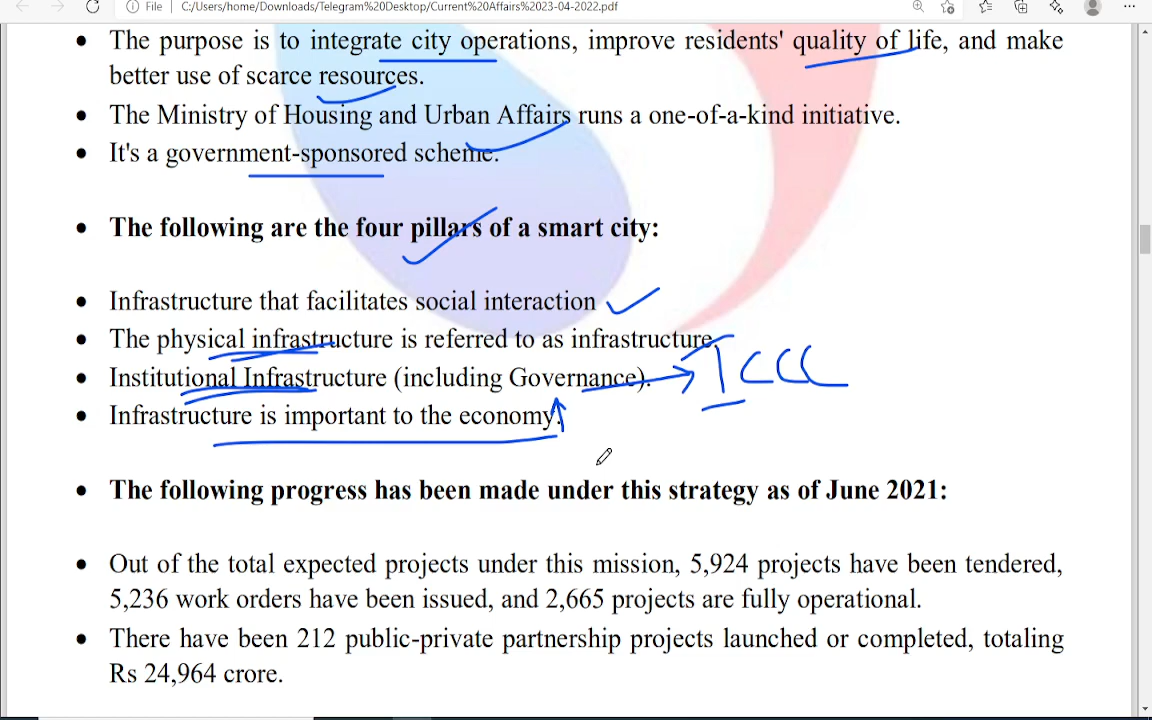 File | C:/Users/home/Downloads/Telegram%20Desktop/Current%20Affairs%2023-04-2022.pdf
• The purpose is to integrate city operations, improve residents' quality of life, and make
better use of scarce resources.
• The Ministry of Housing and Urban Affairs runs a one-of-a-kind initiative.
• It's a government-sponsored scheme.
• The following are the four pillars of a smart city:
• Infrastructure that facilitates social interaction
• The physical infrastructure is referred to as infrastructure.
• Institutional Infrastructure (including Governance). ICCC
• Infrastructure is important to the economy.
• The following progress has been made under this strategy as of June 2021:
• Out of the total expected projects under this mission, 5,924 projects have been tendered,
5,236 work orders have been issued, and 2,665 projects are fully operational.
• There have been 212 public-private partnership projects launched or completed, totaling
Rs 24,964 crore.